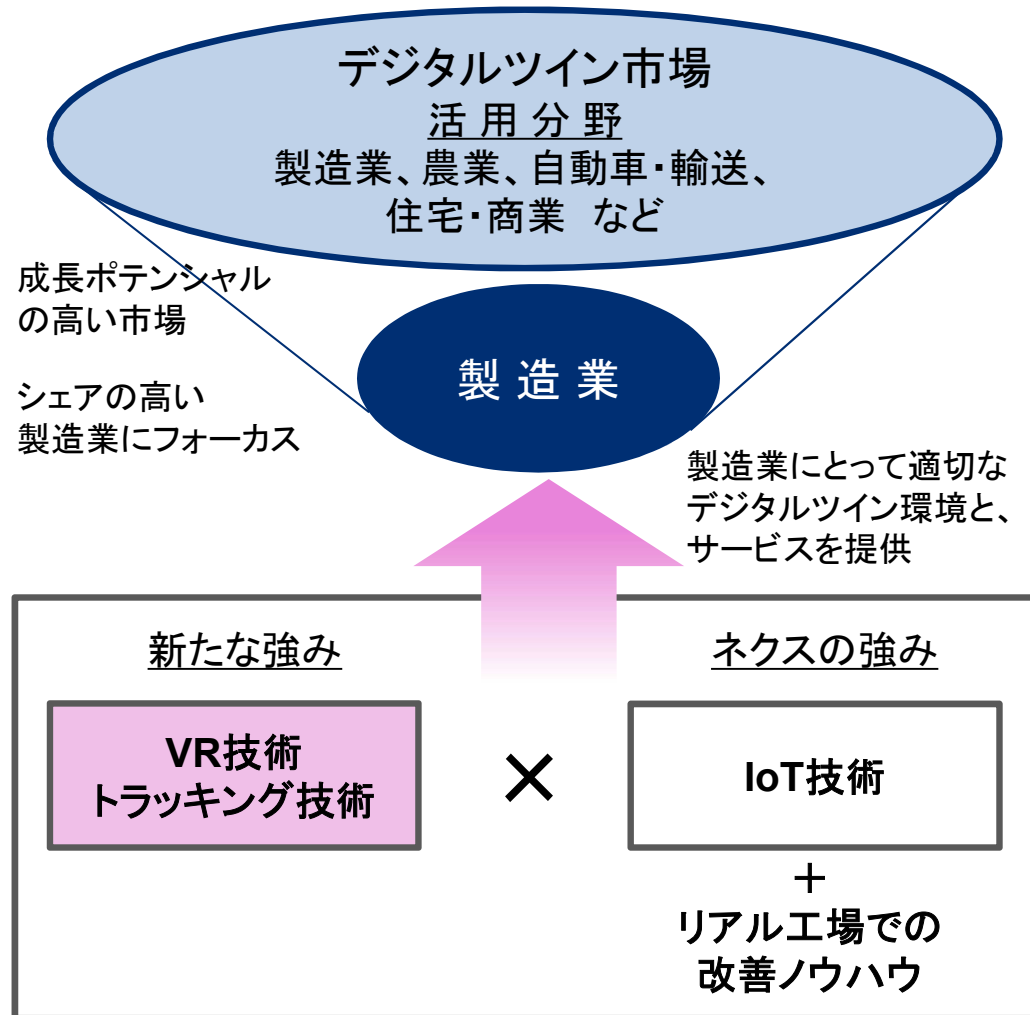 デジタルツイン市場
活用分野
製造業、農業、自動車・輸送、
住宅・商業 など
成長ポテンシャル
の高い市場
シェアの高い
製造業にフォーカス
製造業
製造業にとって適切な
デジタルツイン環境と、
サービスを提供
新たな強み
VR技術
トラッキング技術
×
ネクスの強み
IoT技術
＋
リアル工場での
改善ノウハウ